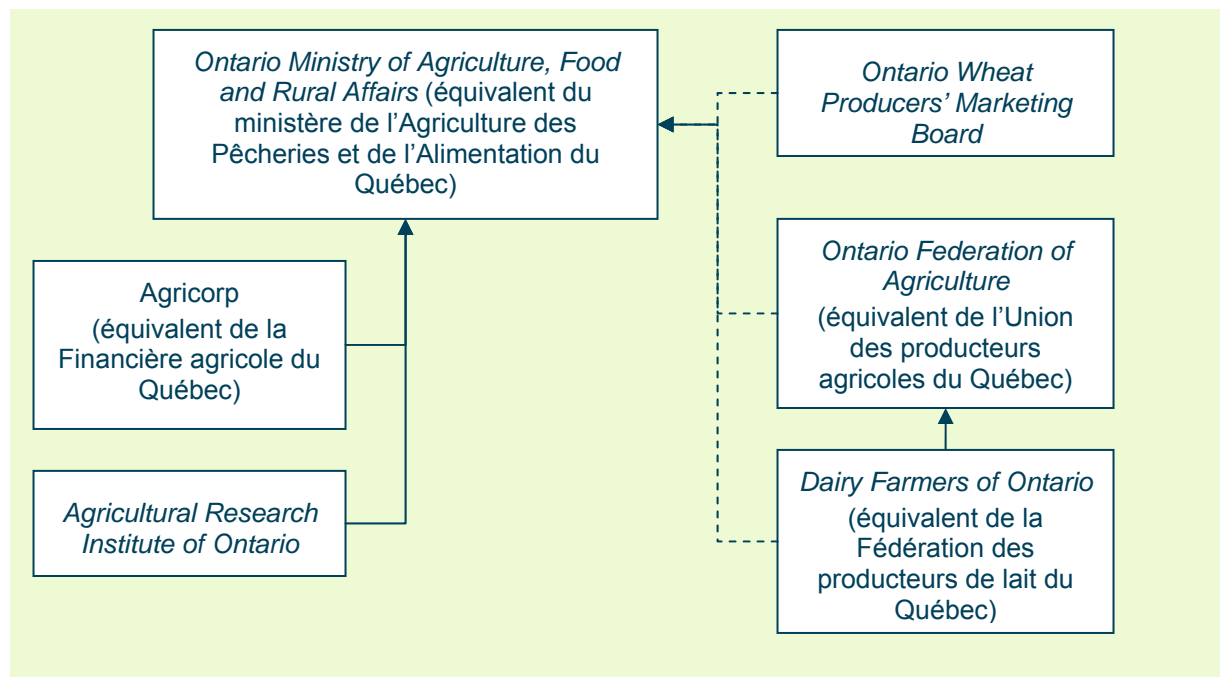 Ontario Ministry of Agriculture, Food
and Rural Affairs (équivalent du
ministère de l’Agriculture des
Pêcheries et de l’Alimentation du
Québec)
Ontario Wheat
Producers’ Marketing
Board
Agricorp
(équivalent de la
Financière agricole du
Québec)
Ontario Federation of
Agriculture
(équivalent de l’Union
des producteurs
agricoles du Québec)
Agricultural Research
Institute of Ontario
Dairy Farmers of Ontario
(équivalent de la
Fédération des
producteurs de lait du
Québec)